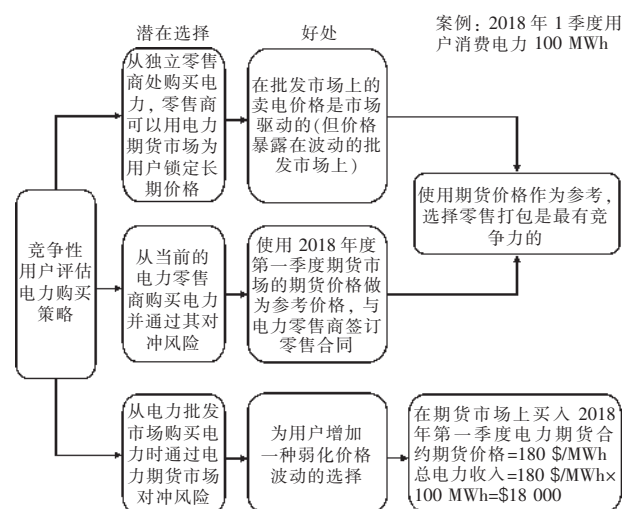 潜在选择
好处
案例：2018 年 1 季度用
户消费电力 100 MWh
从独立零售
商处购买电
力，零售商
可以用电力
期货市场为
用户锁定长
期价格
在批发市场上的
卖电价格是市场
驱动的(但价格
暴露在波动的批
发市场上)
使用期货价格作为参考，
选择零售打包是最有竞
争力的
竞争性
用户评估
电力购买
策略
从当前的
电力零售
商购买电力
并通过其对
冲风险
使用 2018 年度
第一季度期货市
场的期货价格做
为参考价格，与
电力零售商签订
零售合同
从电力批发
市场购买电
力时通过电
力期货市场
对冲风险
为用户增加
一种弱化价格
波动的选择
在期货市场上买入 2018
年第一季度电力期货合
约期货价格=180 $/MWh
总电力收入=180 $/MWh×
100 MWh=$18 000